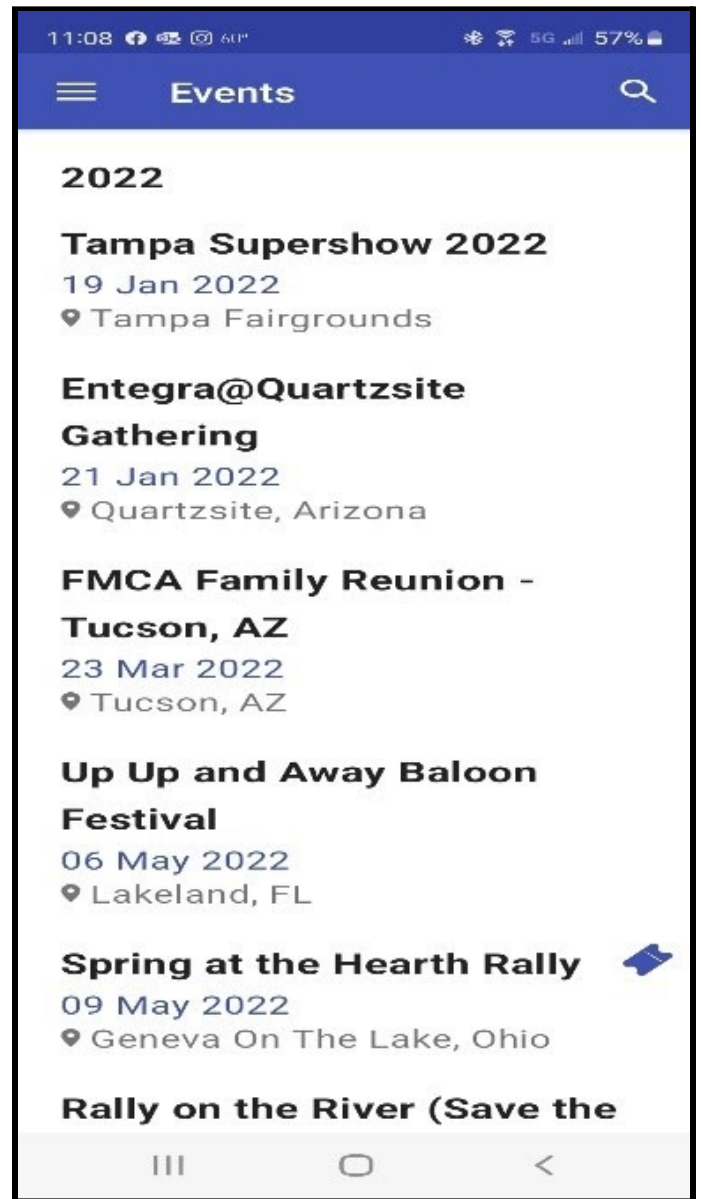 11:08 60°
5G 57%
Events
2022
Tampa Supershow 2022
19 Jan 2022
Tampa Fairgrounds
Entegra@Quartzsite
Gathering
21 Jan 2022
Quartzsite, Arizona
FMCA Family Reunion -
Tucson, AZ
23 Mar 2022
Tucson, AZ
Up Up and Away Baloon
Festival
06 May 2022
Lakeland, FL
Spring at the Hearth Rally
09 May 2022
Geneva On The Lake, Ohio
Rally on the River (Save the